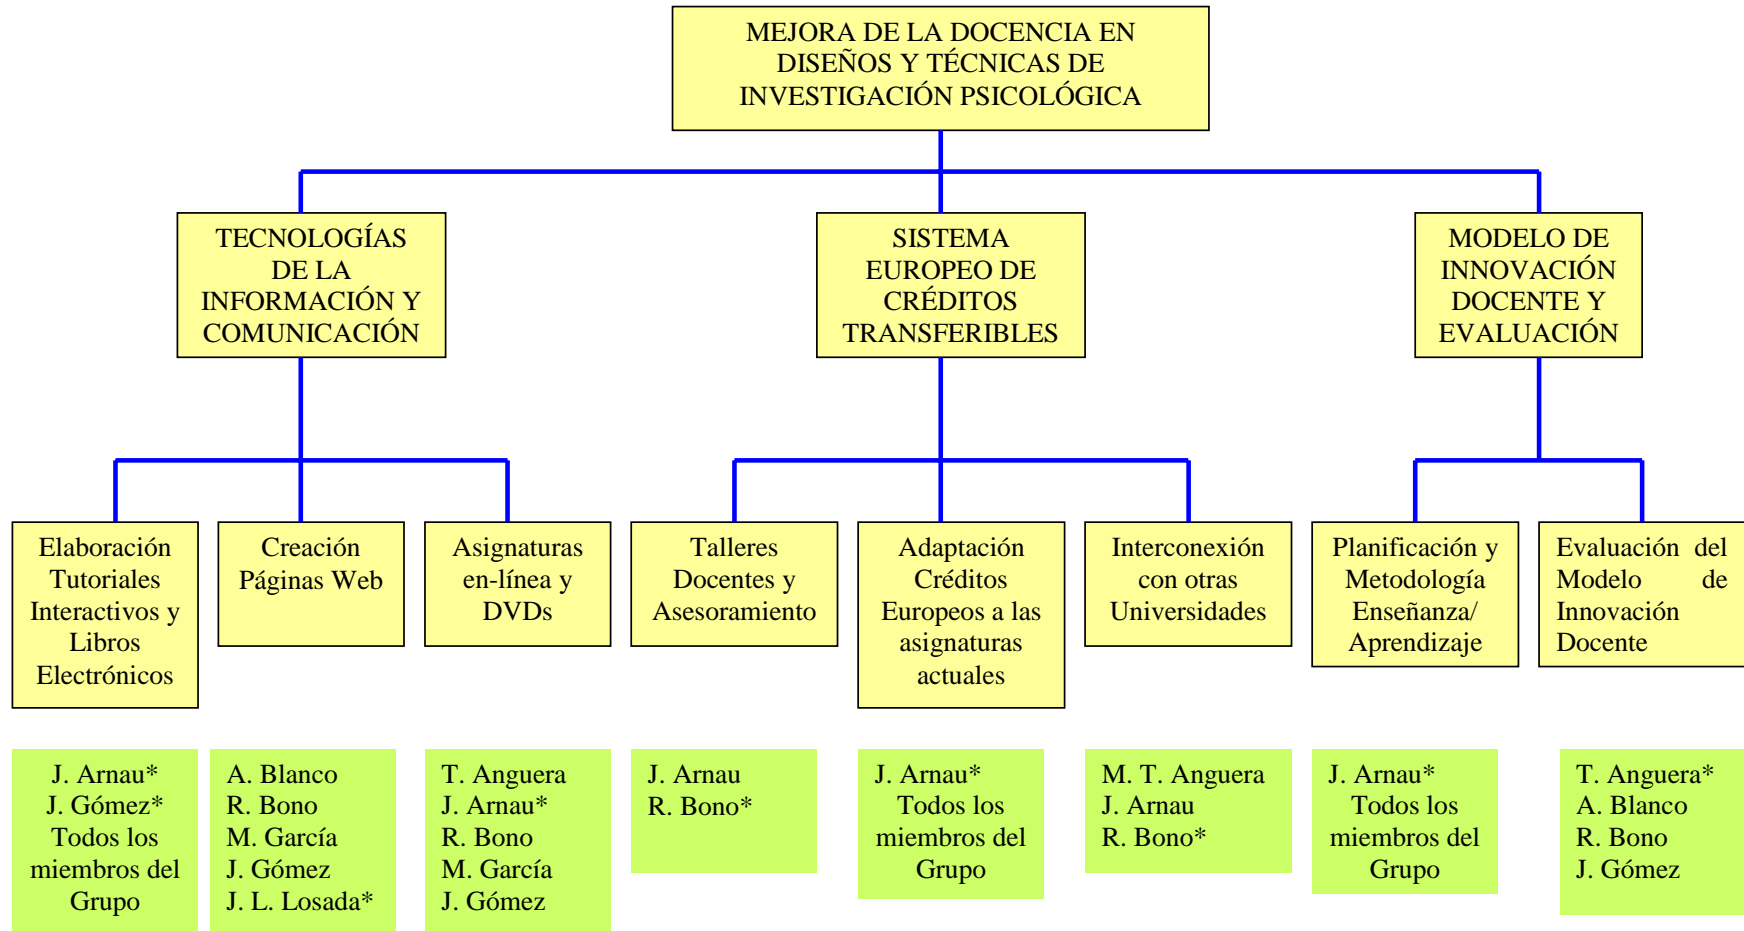 MEJORA DE LA DOCENCIA EN
DISEÑOS Y TÉCNICAS DE
INVESTIGACIÓN PSICOLÓGICA
TECNOLOGÍAS
DE LA
INFORMACIÓN Y
COMUNICACIÓN
SISTEMA
EUROPEO DE
CRÉDITOS
TRANSFERIBLES
MODELO DE
INNOVACIÓN
DOCENTE Y
EVALUACIÓN
Elaboración
Tutoriales
Interactivos y
Libros
Electrónicos
Creación
Páginas Web
Asignaturas
en-línea y
DVDs
Talleres
Docentes y
Asesoramiento
Adaptación
Créditos
Europeos a las
asignaturas
actuales
Interconexión
con otras
Universidades
Planificación y
Metodología
Enseñanza/
Aprendizaje
Evaluación del
Modelo de
Innovación
Docente
J. Arnau*
J. Gómez*
Todos los
miembros del
Grupo
A. Blanco
R. Bono
M. García
J. Gómez
J. L. Losada*
T. Anguera
J. Arnau*
R. Bono
M. García
J. Gómez
J. Arnau
R. Bono*
J. Arnau*
Todos los
miembros del
Grupo
M. T. Anguera
J. Arnau
R. Bono*
J. Arnau*
Todos los
miembros del
Grupo
T. Anguera*
A. Blanco
R. Bono
J. Gómez